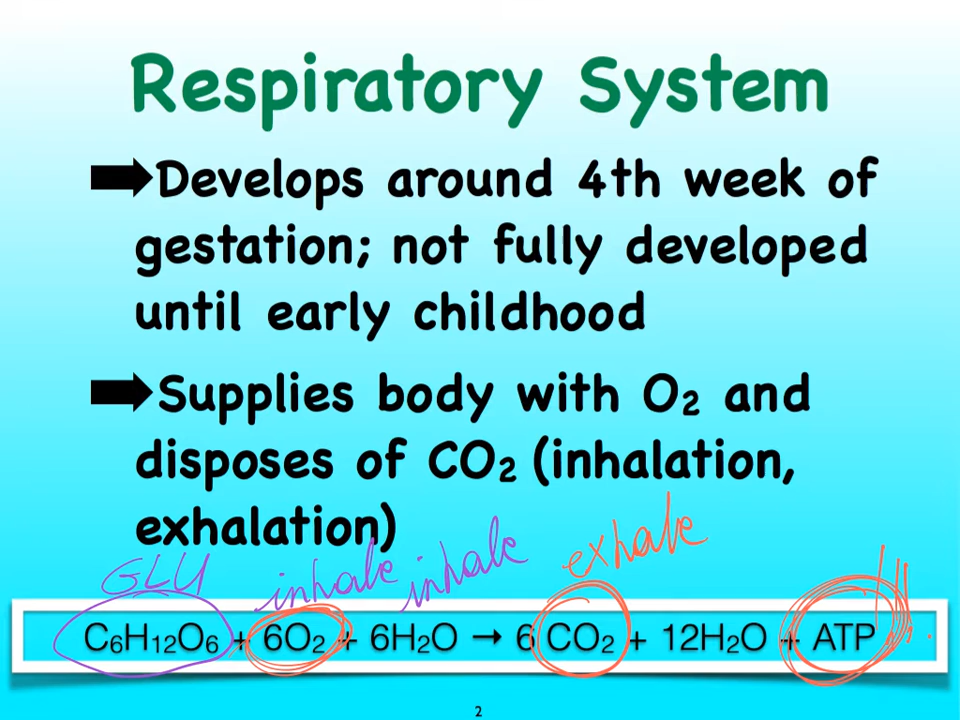 Respiratory System
➡Develops around 4th week of
gestation; not fully developed
until early childhood
➡Supplies body with O₂ and
disposes of CO₂ (inhalation,
exhalation)
GLU inhale inhale exhale
C₆H₁₂O₆ + 6O₂ + 6H₂O → 6 CO₂ + 12H₂O + ATP
2